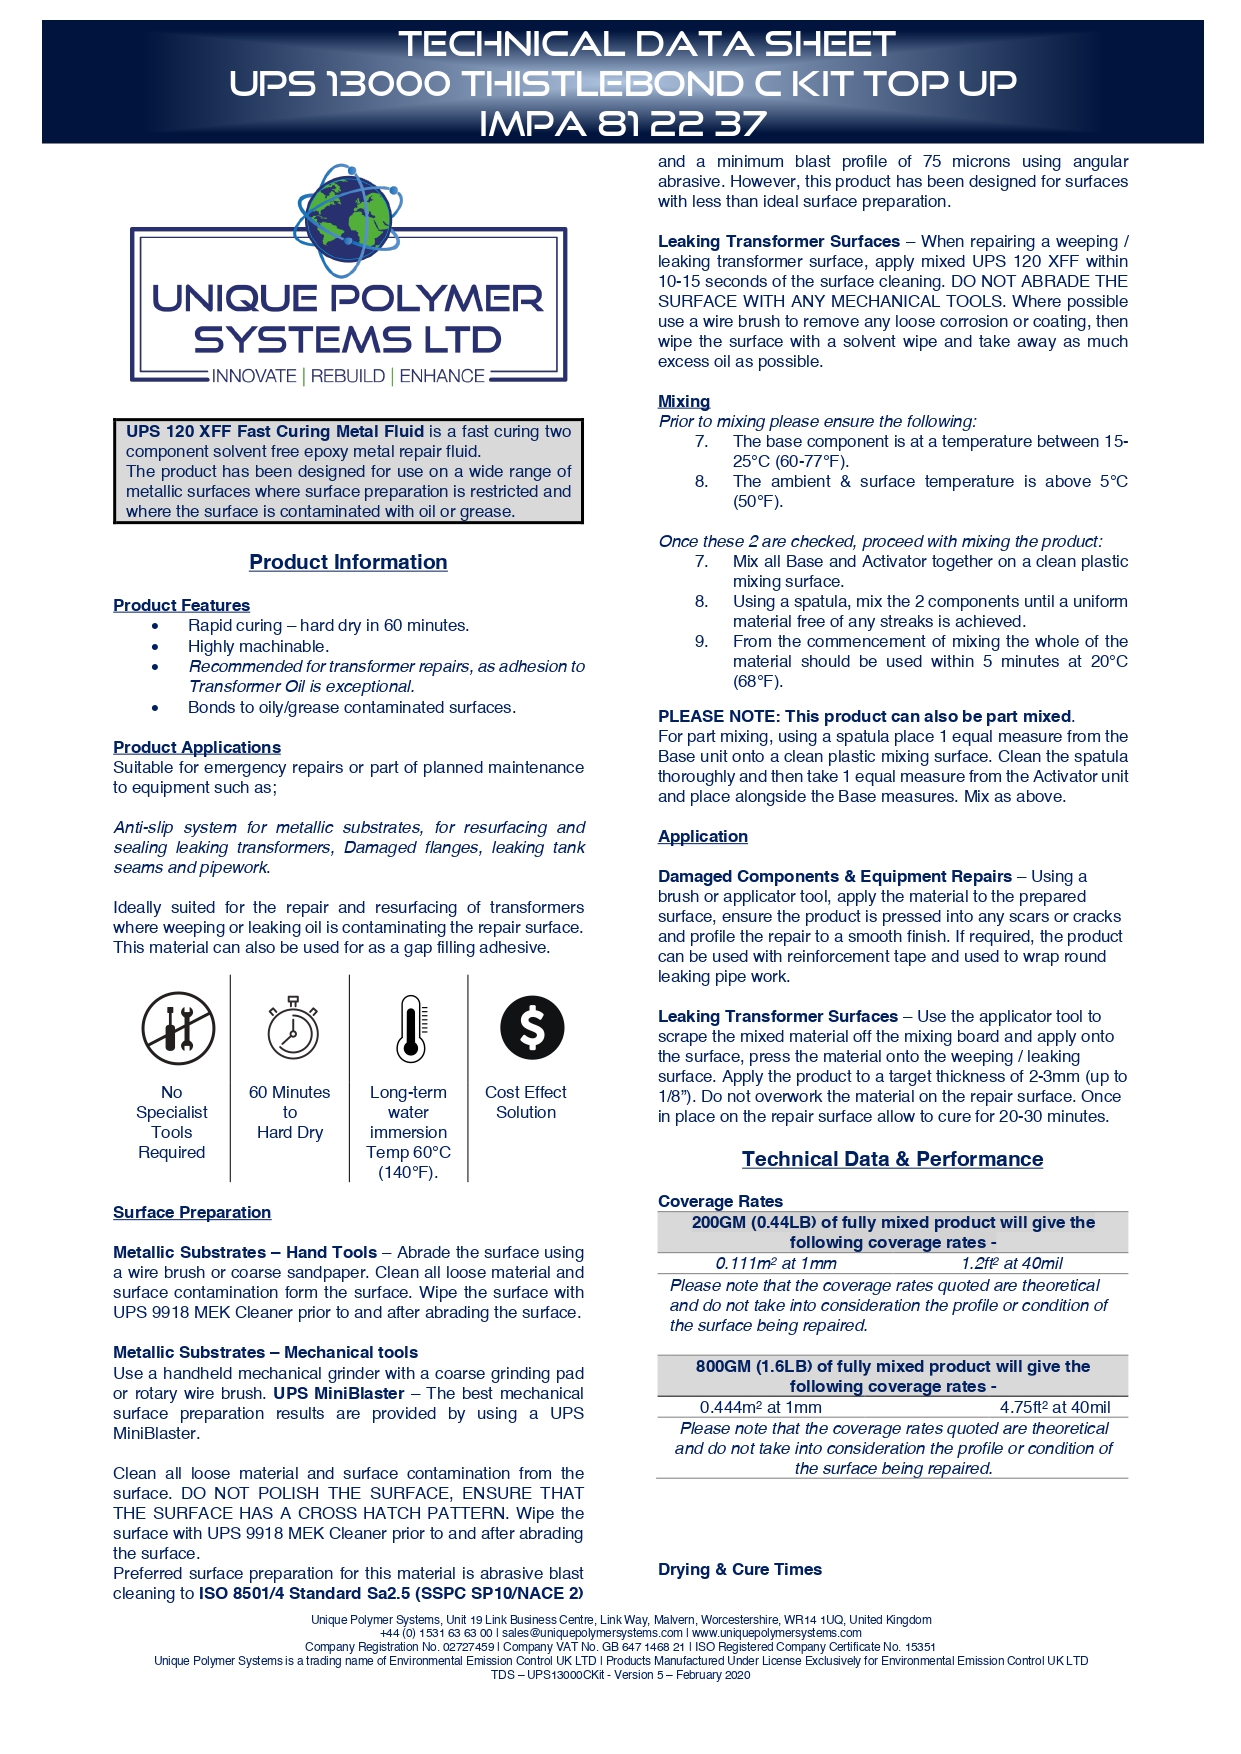 TECHNICAL DATA SHEET
UPS 13000 THISTLEBOND C KIT TOP UP
IMPA 81 22 37
UNIQUE POLYMER
SYSTEMS LTD
INNOVATE | REBUILD | ENHANCE
UPS 120 XFF Fast Curing Metal Fluid is a fast curing two
component solvent free epoxy metal repair fluid.
The product has been designed for use on a wide range of
metallic surfaces where surface preparation is restricted and
where the surface is contaminated with oil or grease.
Product Information
Product Features
• Rapid curing – hard dry in 60 minutes.
• Highly machinable.
• Recommended for transformer repairs, as adhesion to
Transformer Oil is exceptional.
• Bonds to oily/grease contaminated surfaces.
Product Applications
Suitable for emergency repairs or part of planned maintenance
to equipment such as;
Anti-slip system for metallic substrates, for resurfacing and
sealing leaking transformers, Damaged flanges, leaking tank
seams and pipework.
Ideally suited for the repair and resurfacing of transformers
where weeping or leaking oil is contaminating the repair surface.
This material can also be used for as a gap filling adhesive.
No
Specialist
Tools
Required
60 Minutes
to
Hard Dry
Long-term
water
immersion
Temp 60°C
(140°F).
Cost Effect
Solution
Surface Preparation
Metallic Substrates – Hand Tools – Abrade the surface using
a wire brush or coarse sandpaper. Clean all loose material and
surface contamination form the surface. Wipe the surface with
UPS 9918 MEK Cleaner prior to and after abrading the surface.
Metallic Substrates – Mechanical tools
Use a handheld mechanical grinder with a coarse grinding pad
or rotary wire brush. UPS MiniBlaster – The best mechanical
surface preparation results are provided by using a UPS
MiniBlaster.
Clean all loose material and surface contamination from the
surface. DO NOT POLISH THE SURFACE, ENSURE THAT
THE SURFACE HAS A CROSS HATCH PATTERN. Wipe the
surface with UPS 9918 MEK Cleaner prior to and after abrading
the surface.
Preferred surface preparation for this material is abrasive blast
cleaning to ISO 8501/4 Standard Sa2.5 (SSPC SP10/NACE 2)
and a minimum blast profile of 75 microns using angular
abrasive. However, this product has been designed for surfaces
with less than ideal surface preparation.
Leaking Transformer Surfaces – When repairing a weeping /
leaking transformer surface, apply mixed UPS 120 XFF within
10-15 seconds of the surface cleaning. DO NOT ABRADE THE
SURFACE WITH ANY MECHANICAL TOOLS. Where possible
use a wire brush to remove any loose corrosion or coating, then
wipe the surface with a solvent wipe and take away as much
excess oil as possible.
Mixing
Prior to mixing please ensure the following:
7. The base component is at a temperature between 15-
25°C (60-77°F).
8. The ambient & surface temperature is above 5°C
(50°F).
Once these 2 are checked, proceed with mixing the product:
7. Mix all Base and Activator together on a clean plastic
mixing surface.
8. Using a spatula, mix the 2 components until a uniform
material free of any streaks is achieved.
9. From the commencement of mixing the whole of the
material should be used within 5 minutes at 20°C
(68°F).
PLEASE NOTE: This product can also be part mixed.
For part mixing, using a spatula place 1 equal measure from the
Base unit onto a clean plastic mixing surface. Clean the spatula
thoroughly and then take 1 equal measure from the Activator unit
and place alongside the Base measures. Mix as above.
Application
Damaged Components & Equipment Repairs – Using a
brush or applicator tool, apply the material to the prepared
surface, ensure the product is pressed into any scars or cracks
and profile the repair to a smooth finish. If required, the product
can be used with reinforcement tape and used to wrap round
leaking pipe work.
Leaking Transformer Surfaces – Use the applicator tool to
scrape the mixed material off the mixing board and apply onto
the surface, press the material onto the weeping / leaking
surface. Apply the product to a target thickness of 2-3mm (up to
1/8”). Do not overwork the material on the repair surface. Once
in place on the repair surface allow to cure for 20-30 minutes.
Technical Data & Performance
Coverage Rates
200GM (0.44LB) of fully mixed product will give the
following coverage rates -
0.111m² at 1mm 1.2ft² at 40mil
Please note that the coverage rates quoted are theoretical
and do not take into consideration the profile or condition of
the surface being repaired.
800GM (1.6LB) of fully mixed product will give the
following coverage rates -
0.444m² at 1mm 4.75ft² at 40mil
Please note that the coverage rates quoted are theoretical
and do not take into consideration the profile or condition of
the surface being repaired.
Drying & Cure Times
Unique Polymer Systems, Unit 19 Link Business Centre, Link Way, Malvern, Worcestershire, WR14 1UQ, United Kingdom
+44 (0) 1531 63 63 00 | sales@uniquepolymersystems.com | www.uniquepolymersystems.com
Company Registration No. 02727459 | Company VAT No. GB 647 1468 21 | ISO Registered Company Certificate No. 15351
Unique Polymer Systems is a trading name of Environmental Emission Control UK LTD | Products Manufactured Under License Exclusively for Environmental Emission Control UK LTD
TDS – UPS13000CKit - Version 5 – February 2020